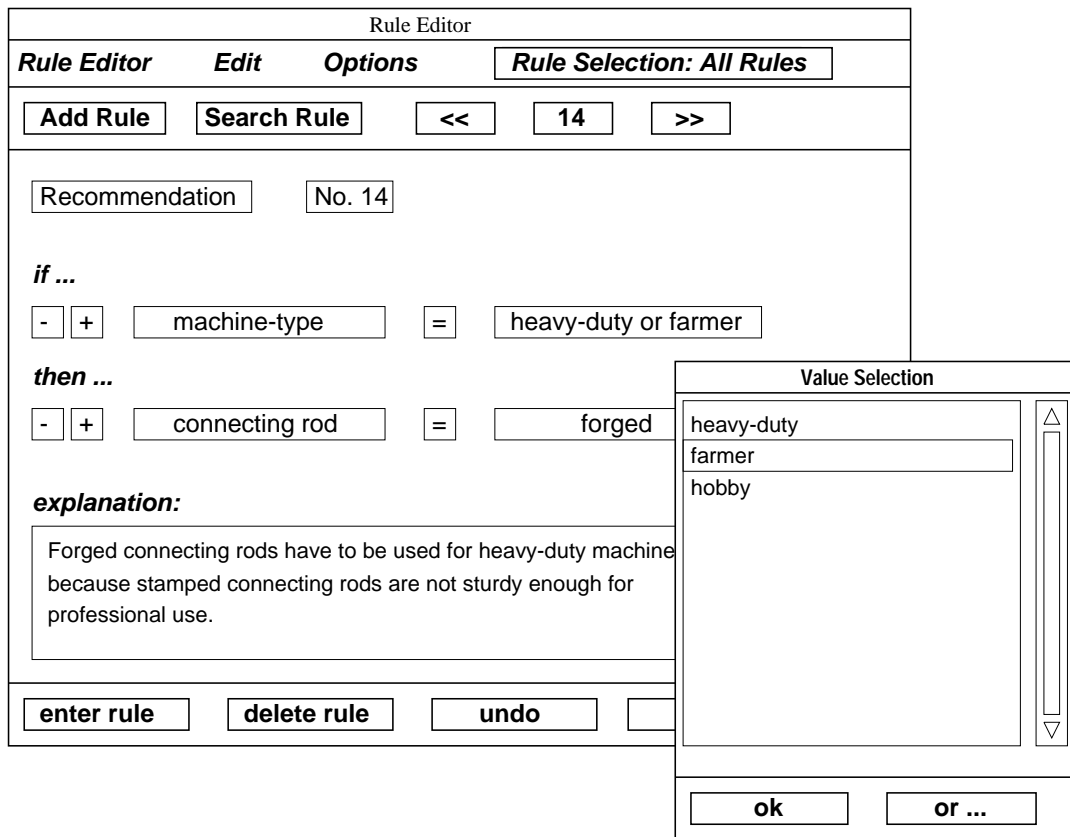 Rule Editor
Rule Editor Edit Options Rule Selection: All Rules
Add Rule Search Rule << 14 >>
Recommendation No. 14
if ...
- + machine-type = heavy-duty or farmer
then ...
- + connecting rod = forged
explanation:
Forged connecting rods have to be used for heavy-duty machine
because stamped connecting rods are not sturdy enough for
professional use.
enter rule delete rule undo
Value Selection
heavy-duty
farmer
hobby
ok or ...